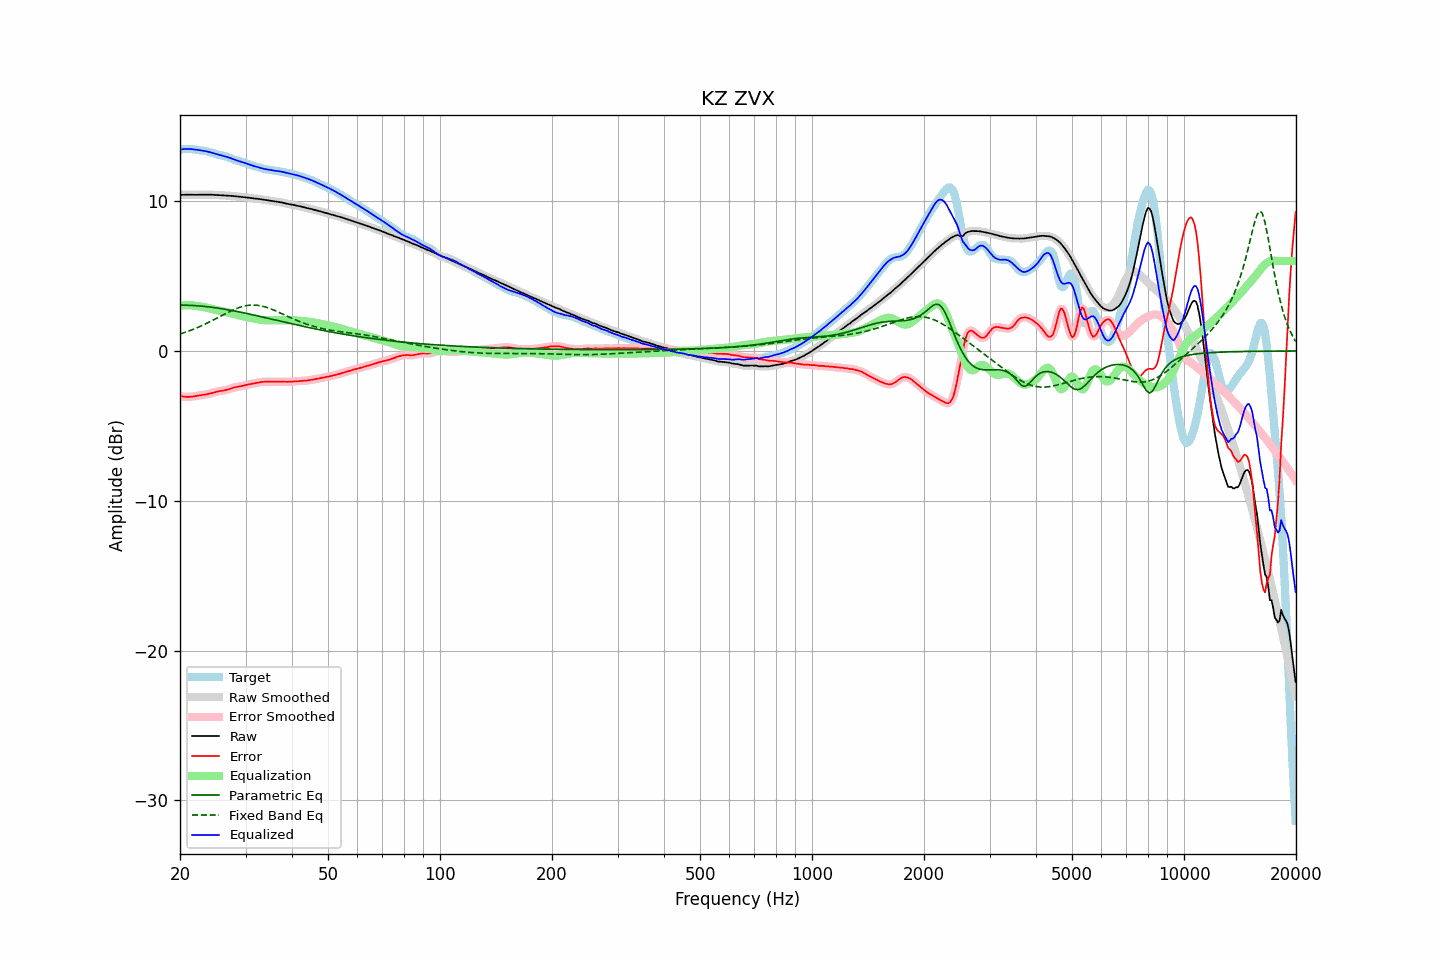 KZ ZVX
Amplitude (dBr)
10
0
−10
−20
−30
Target
Raw Smoothed
Error Smoothed
Raw
Error
Equalization
Parametric Eq
Fixed Band Eq
Equalized
20 50 100 200 500 1000 2000 5000 10000 20000
Frequency (Hz)